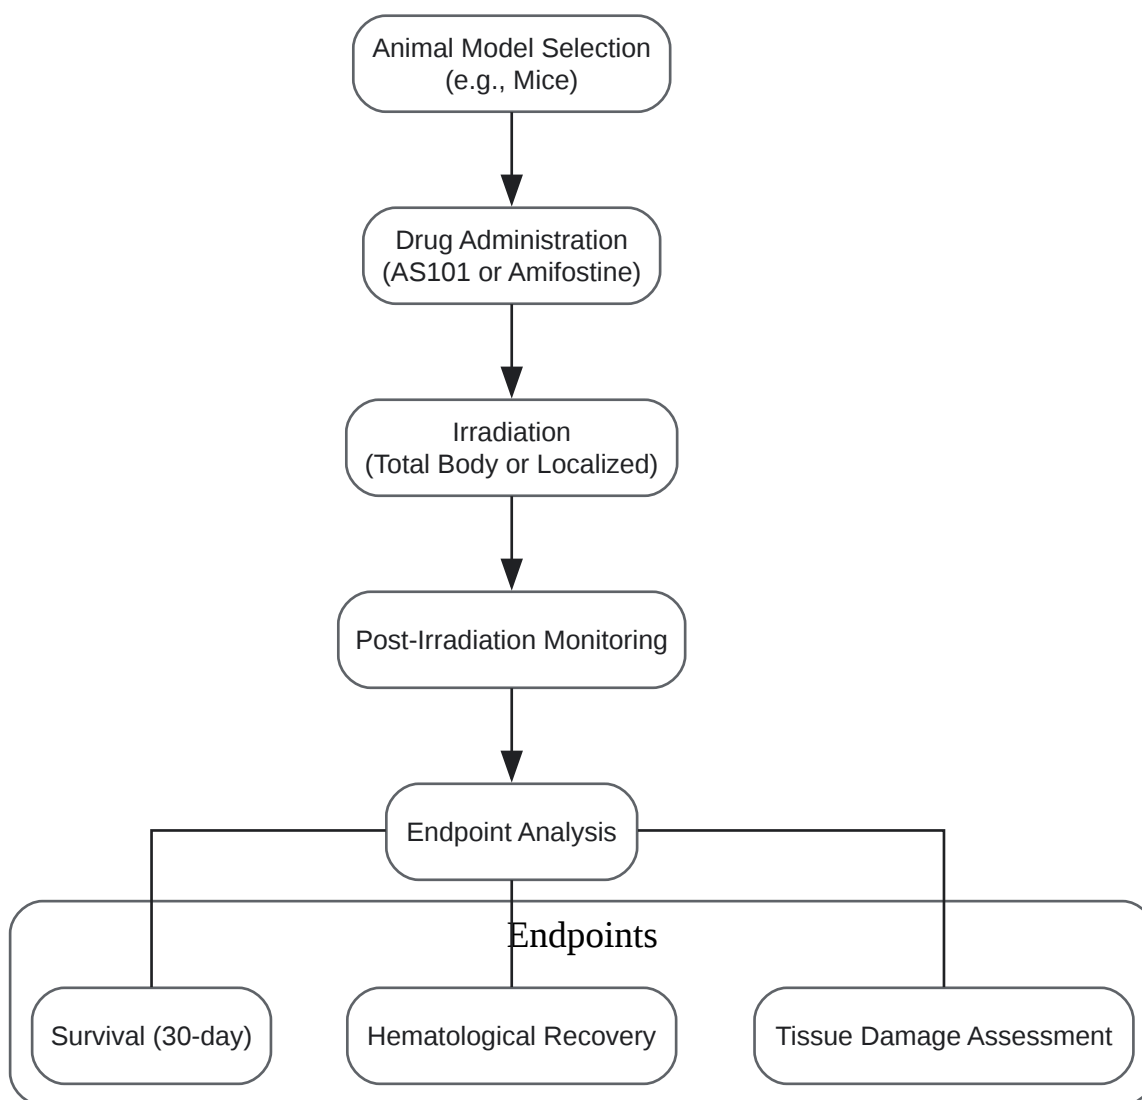 Animal Model Selection
(e.g., Mice)
Drug Administration
(AS101 or Amifostine)
Irradiation
(Total Body or Localized)
Post-Irradiation Monitoring
Endpoint Analysis
Endpoints
Survival (30-day)
Hematological Recovery
Tissue Damage Assessment